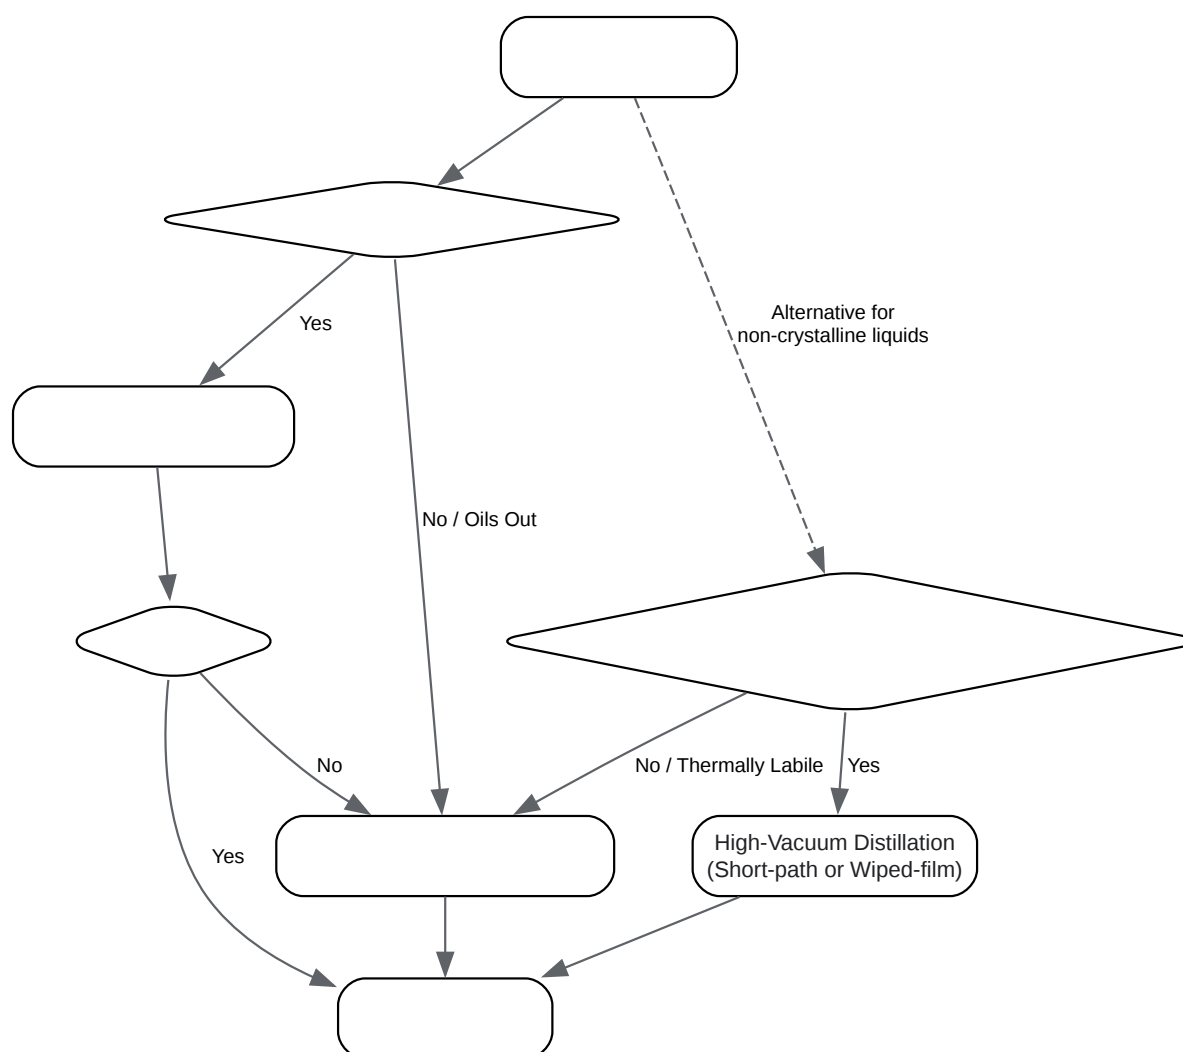 Alternative for
non-crystalline liquids
Yes
No / Oils Out
No
No / Thermally Labile
Yes
Yes
High-Vacuum Distillation
(Short-path or Wiped-film)